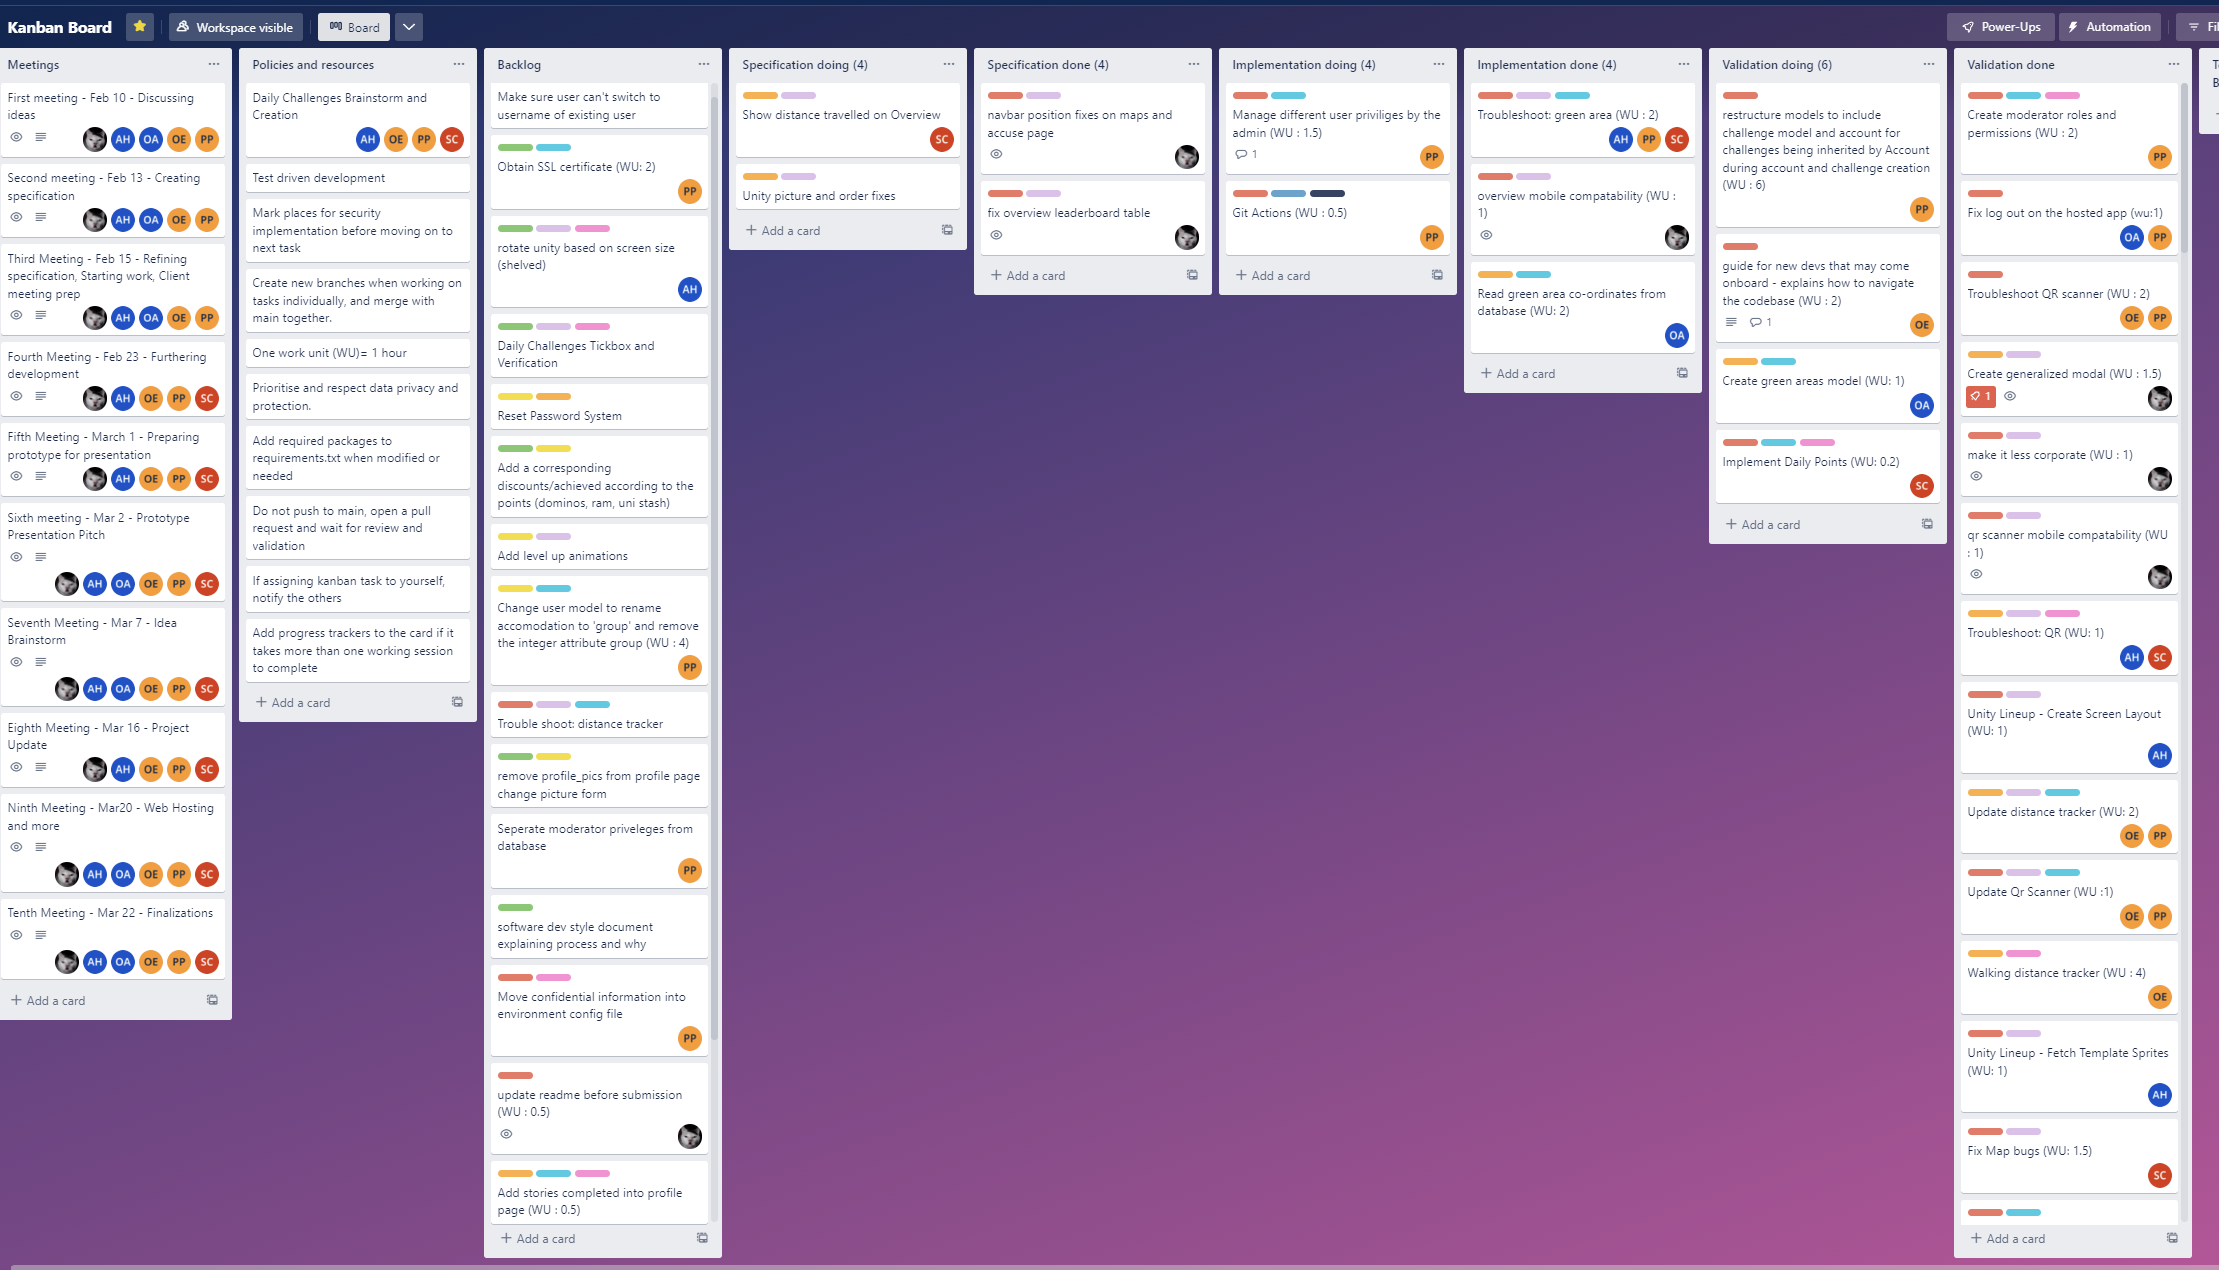 Kanban Board
Workspace visible
Board
Power-Ups
Automation
Meetings
First meeting - Feb 10 - Discussing
ideas
AH OA OE PP
Second meeting - Feb 13 - Creating
specification
AH OA OE PP
Third Meeting - Feb 15 - Refining
specification, Starting work, Client
meeting prep
AH OA OE PP
Fourth Meeting - Feb 23 - Furthering
development
AH OE PP SC
Fifth Meeting - March 1 - Preparing
prototype for presentation
AH OE PP SC
Sixth meeting - Mar 2 - Prototype
Presentation Pitch
AH OA OE PP SC
Seventh Meeting - Mar 7 - Idea
Brainstorm
AH OA OE PP SC
Eighth Meeting - Mar 16 - Project
Update
AH OE PP SC
Ninth Meeting - Mar20 - Web Hosting
and more
AH OA OE PP SC
Tenth Meeting - Mar 22 - Finalizations
AH OA OE PP SC
+ Add a card
Policies and resources
Daily Challenges Brainstorm and
Creation
AH OE PP SC
Test driven development
Mark places for security
implementation before moving on to
next task
Create new branches when working on
tasks individually, and merge with
main together.
One work unit (WU)= 1 hour
Prioritise and respect data privacy and
protection.
Add required packages to
requirements.txt when modified or
needed
Do not push to main, open a pull
request and wait for review and
validation
If assigning kanban task to yourself,
notify the others
Add progress trackers to the card if it
takes more than one working session
to complete
+ Add a card
Backlog
Make sure user can't switch to
username of existing user
Obtain SSL certificate (WU: 2)
PP
rotate unity based on screen size
(shelved)
AH
Daily Challenges Tickbox and
Verification
Reset Password System
Add a corresponding
discounts/achieved according to the
points (dominos, ram, uni stash)
Add level up animations
Change user model to rename
accomodation to 'group' and remove
the integer attribute group (WU : 4)
PP
Trouble shoot: distance tracker
remove profile_pics from profile page
change picture form
Seperate moderator priveleges from
database
PP
software dev style document
explaining process and why
Move confidential information into
environment config file
PP
update readme before submission
(WU : 0.5)
Add stories completed into profile
page (WU : 0.5)
+ Add a card
Specification doing (4)
Show distance travelled on Overview
SC
Unity picture and order fixes
+ Add a card
Specification done (4)
navbar position fixes on maps and
accuse page
fix overview leaderboard table
+ Add a card
Implementation doing (4)
Manage different user priviliges by the
admin (WU : 1.5)
1
PP
Git Actions (WU : 0.5)
PP
+ Add a card
Implementation done (4)
Troubleshoot: green area (WU : 2)
AH PP SC
overview mobile compatability (WU :
1)
Read green area co-ordinates from
database (WU: 2)
OA
+ Add a card
Validation doing (6)
restructure models to include
challenge model and account for
challenges being inherited by Account
during account and challenge creation
(WU : 6)
PP
guide for new devs that may come
onboard - explains how to navigate
the codebase (WU : 2)
1
OE
Create green areas model (WU: 1)
OA
Implement Daily Points (WU: 0.2)
SC
+ Add a card
Validation done
Create moderator roles and
permissions (WU : 2)
PP
Fix log out on the hosted app (wu:1)
OA PP
Troubleshoot QR scanner (WU : 2)
OE PP
Create generalized modal (WU : 1.5)
1
make it less corporate (WU : 1)
qr scanner mobile compatability (WU
: 1)
Troubleshoot: QR (WU: 1)
AH SC
Unity Lineup - Create Screen Layout
(WU: 1)
AH
Update distance tracker (WU: 2)
OE PP
Update Qr Scanner (WU :1)
OE PP
Walking distance tracker (WU : 4)
OE
Unity Lineup - Fetch Template Sprites
(WU: 1)
AH
Fix Map bugs (WU: 1.5)
SC
+ Add a card